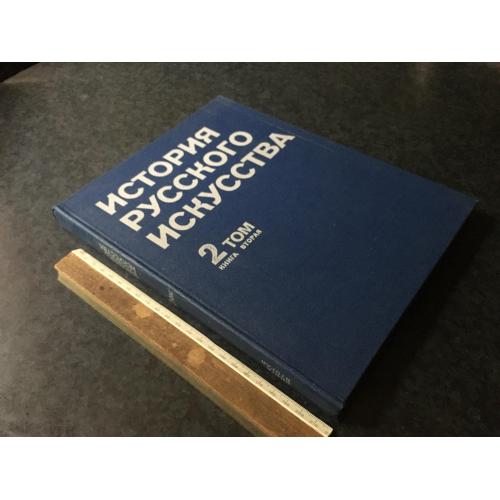 ИСТОРИЯ
РУССКОГО
ИСКУССТВА
2 ТОМ
КНИГА ВТОРАЯ